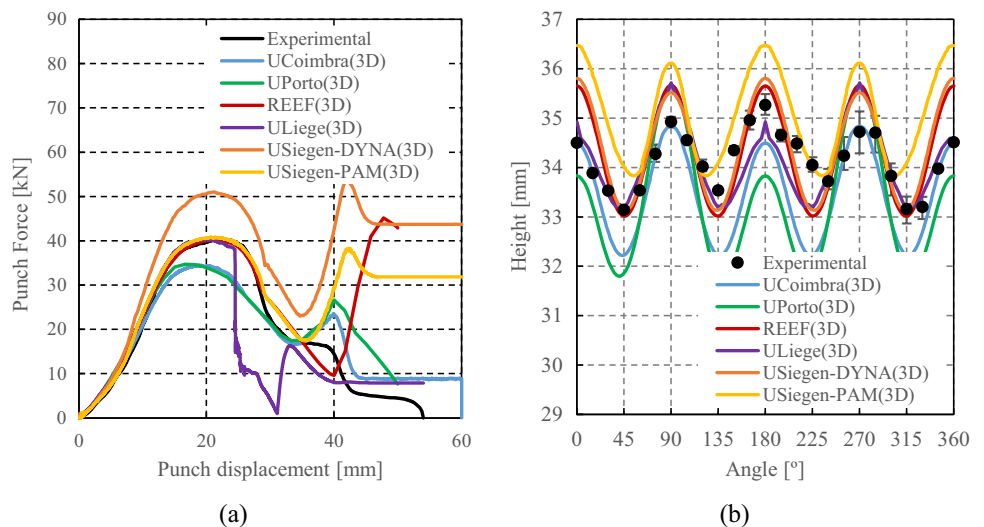 90
80
70
60
50
40
30
20
10
0
Punch Force [kN]
Experimental
UCoimbra(3D)
UPorto(3D)
REEF(3D)
ULiege(3D)
USiegen-DYNA(3D)
USiegen-PAM(3D)
0 20 40 60
Punch displacement [mm]
(a)
37
36
35
34
33
32
31
30
29
Height [mm]
Experimental
UCoimbra(3D)
UPorto(3D)
REEF(3D)
ULiege(3D)
USiegen-DYNA(3D)
USiegen-PAM(3D)
0 45 90 135 180 225 270 315 360
Angle [º]
(b)